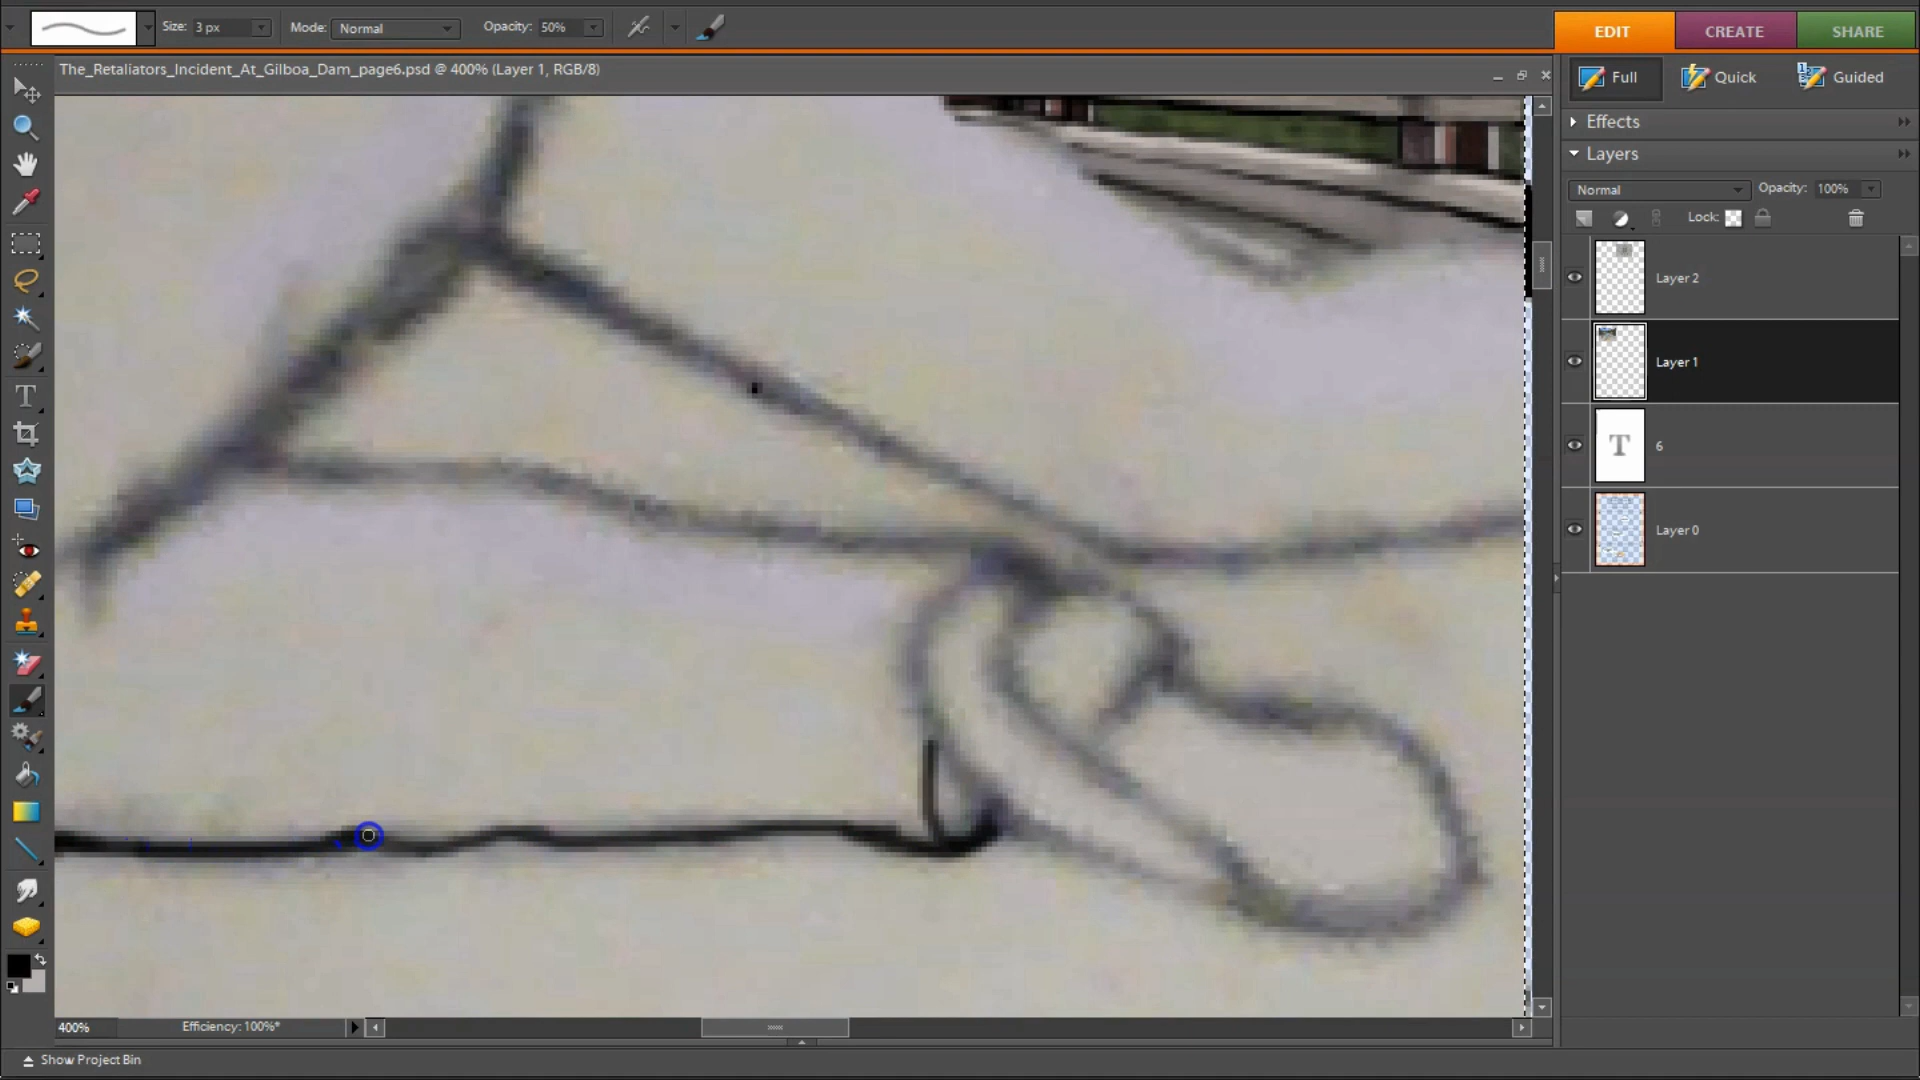 Size: 3 px Mode: Normal Opacity: 50% EDIT CREATE SHARE
The_Retaliators_Incident_At_Gilboa_Dam_page6.psd @ 400% (Layer 1, RGB/8)
Full Quick Guided
Effects
Layers
Normal Opacity: 100%
Lock:
Layer 2
Layer 1
T 6
Layer 0
T
400% Efficiency: 100%*
Show Project Bin